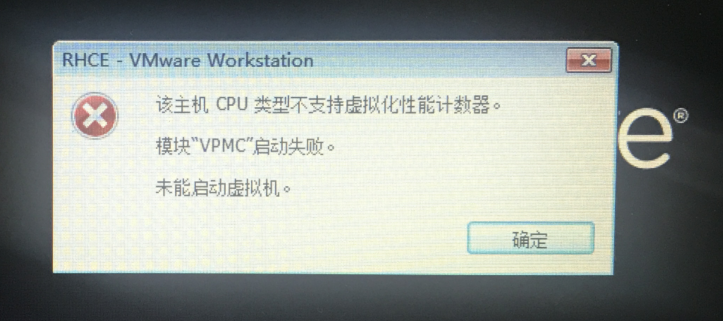 RHCE - VMware Workstation
该主机 CPU 类型不支持虚拟化性能计数器。
模块“VPMC”启动失败。
未能启动虚拟机。
e®
确定